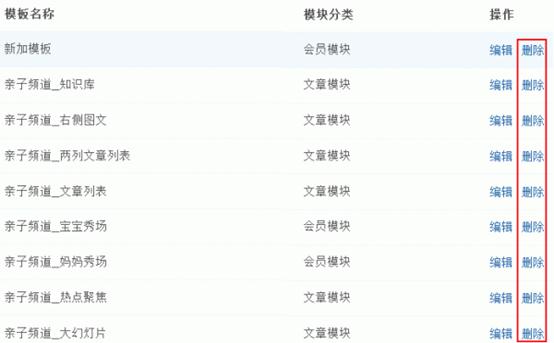 模板名称 模块分类 操作
新加模板 会员模块 编辑 删除
亲子频道_知识库 文章模块 编辑 删除
亲子频道_右侧图文 文章模块 编辑 删除
亲子频道_两列文章列表 文章模块 编辑 删除
亲子频道_文章列表 文章模块 编辑 删除
亲子频道_宝宝秀场 会员模块 编辑 删除
亲子频道_妈妈秀场 会员模块 编辑 删除
亲子频道_热点聚焦 文章模块 编辑 删除
亲子频道_大幻灯片 文章模块 编辑 删除